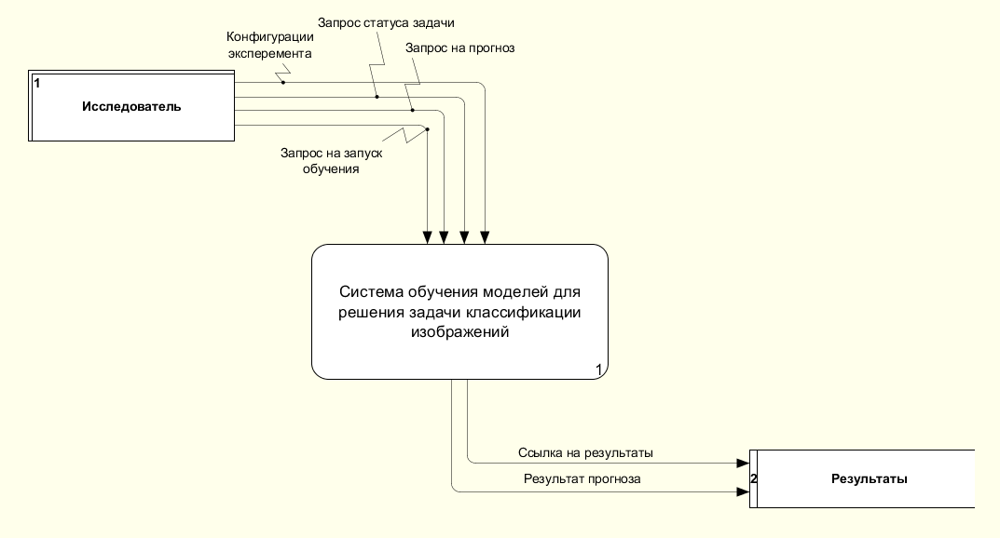 Запрос статуса задачи
Конфигурации
эксперемента
Запрос на прогноз
1
Исследователь
Запрос на запуск
обучения
Система обучения моделей для
решения задачи классификации
изображений
1
Ссылка на результаты
Результат прогноза
2
Результаты